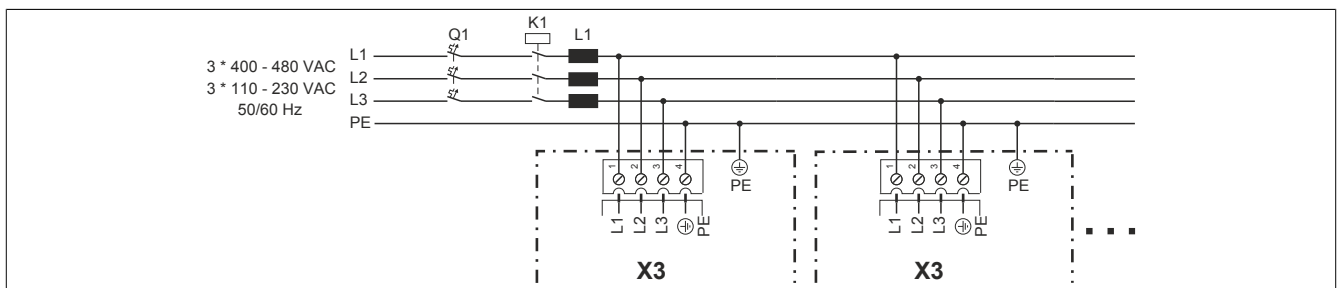 Q1 K1 L1
L1
3 * 400 - 480 VAC
L2
3 * 110 - 230 VAC
L3
50/60 Hz
PE
1 2 3 4
PE
L1 L2 L3 PE
X3
1 2 3 4
PE
L1 L2 L3 PE
X3